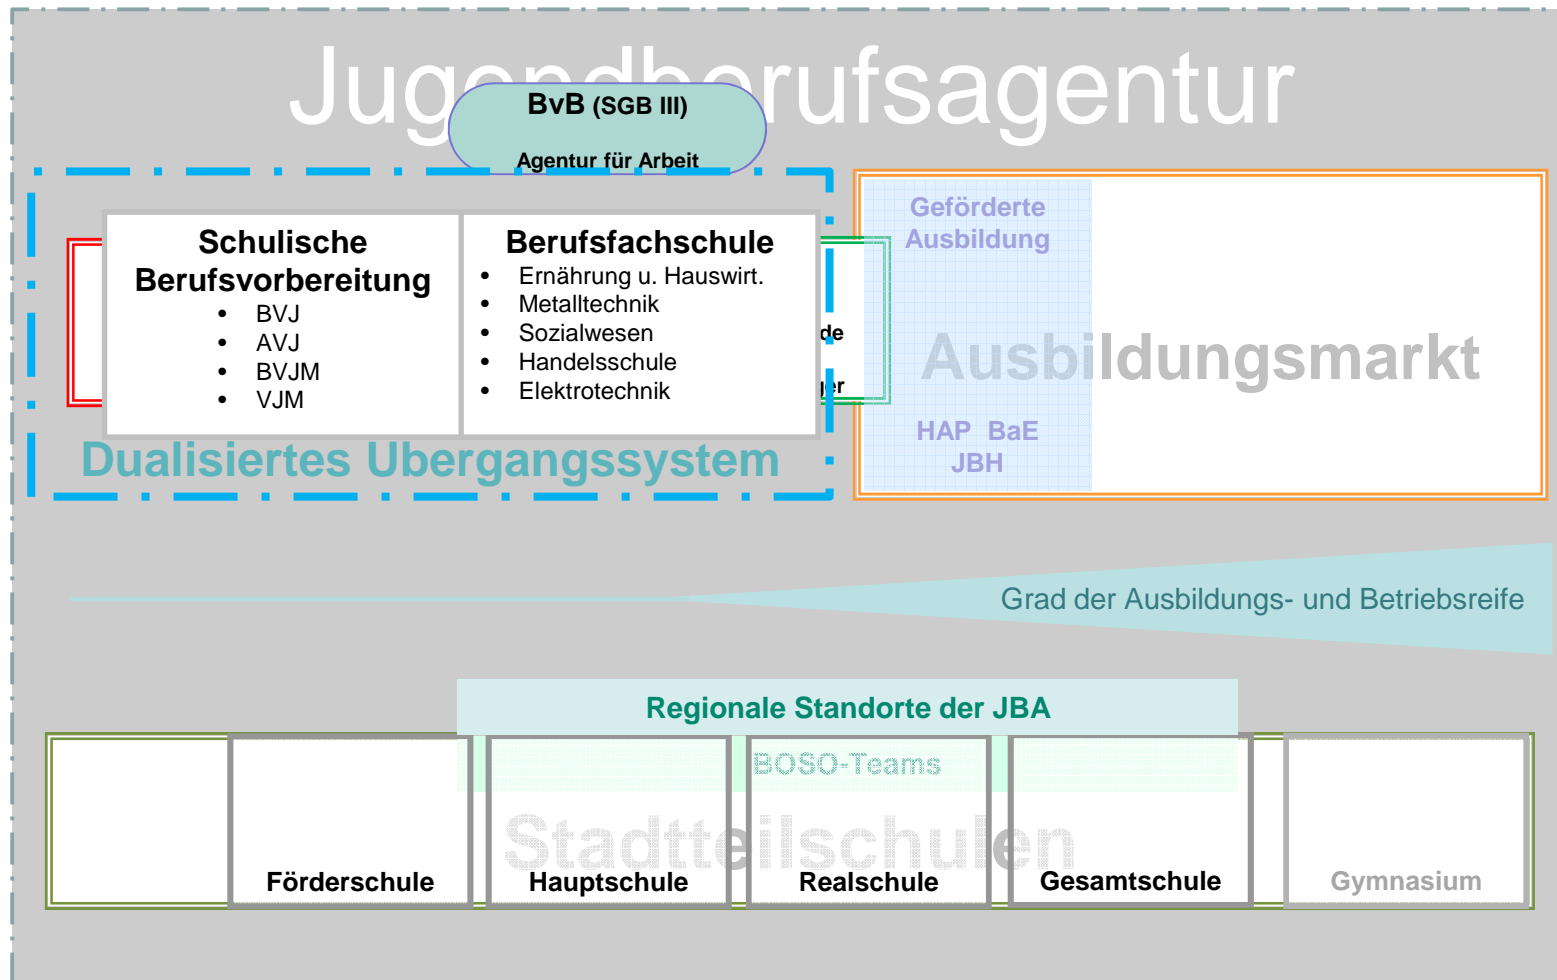 Jugendberufsagentur
BvB (SGB III)
Agentur für Arbeit
Schulische
Berufsvorbereitung
• BVJ
• AVJ
• BVJM
• VJM
Berufsfachschule
• Ernährung u. Hauswirt.
• Metalltechnik
• Sozialwesen
• Handelsschule
• Elektrotechnik
de
Dualisiertes Ubergangssystem
Geförderte
Ausbildung
Ausbildungsmarkt
HAP BaE
JBH
Grad der Ausbildungs- und Betriebsreife
Regionale Standorte der JBA
BOSO-Teams
Stadtteilschulen
Förderschule
Hauptschule
Realschule
Gesamtschule
Gymnasium